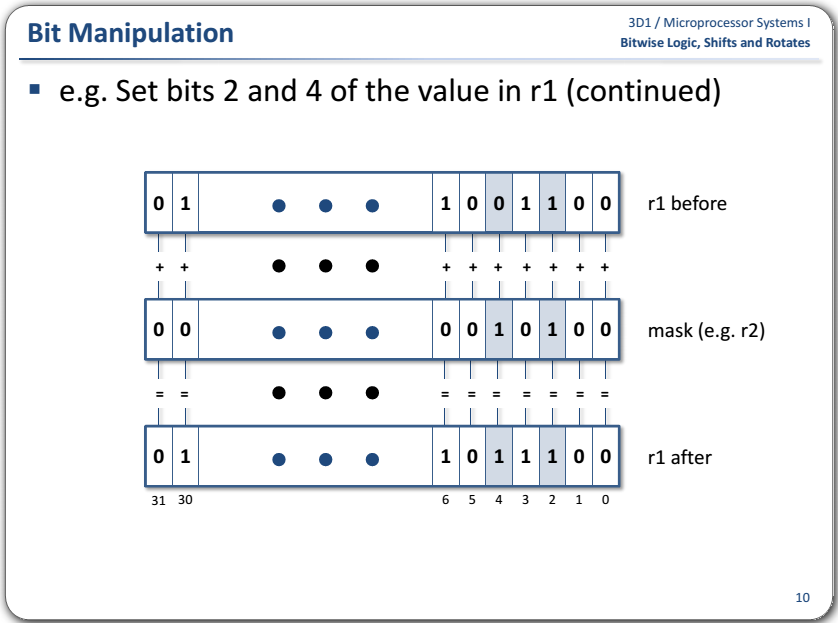 Bit Manipulation
3D1 / Microprocessor Systems I
Bitwise Logic, Shifts and Rotates
▪ e.g. Set bits 2 and 4 of the value in r1 (continued)
0 1 ● ● ● 1 0 0 1 1 0 0 r1 before
+ + ● ● ● + + + + + + +
0 0 ● ● ● 0 0 1 0 1 0 0 mask (e.g. r2)
= = ● ● ● = = = = = = =
0 1 ● ● ● 1 0 1 1 1 0 0 r1 after
31 30 6 5 4 3 2 1 0
10